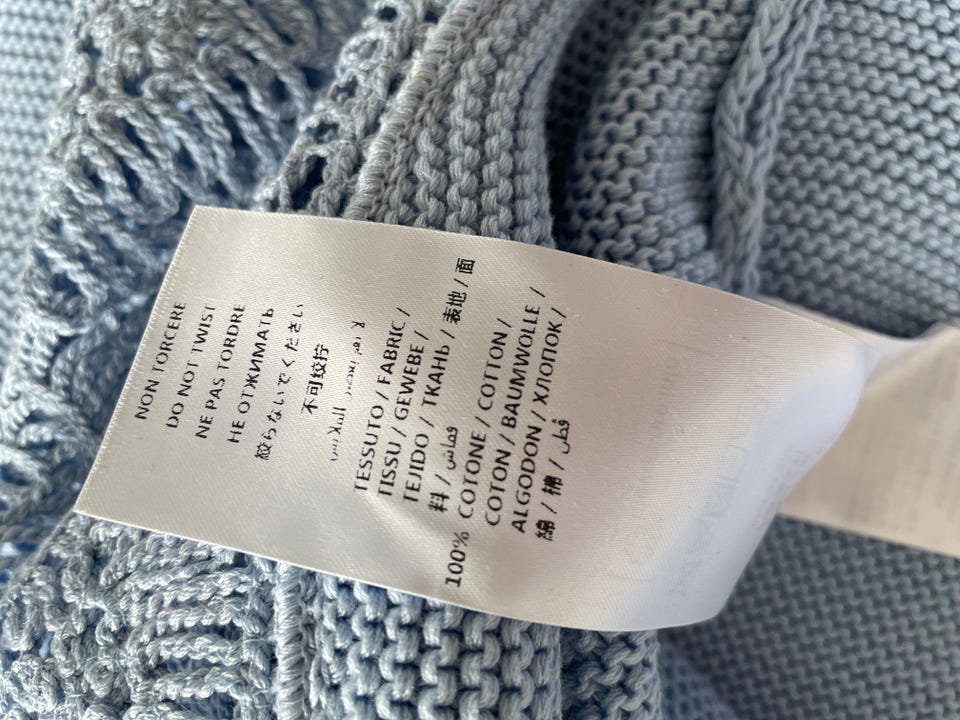 NON TORCERE
DO NOT TWIST
NE PAS TORDRE
НЕ ОТЖИМАТЬ
絞らないでください
不可绞拧
TESSUTO / FABRIC /
TISSU / GEWEBE /
TEJIDO / ТКАНЬ / 表地 / 面
料 / قماش
100% COTONE / COTTON /
COTON / BAUMWOLLE /
ALGODON / ХЛОПОК /
綿 / 棉 / قطن